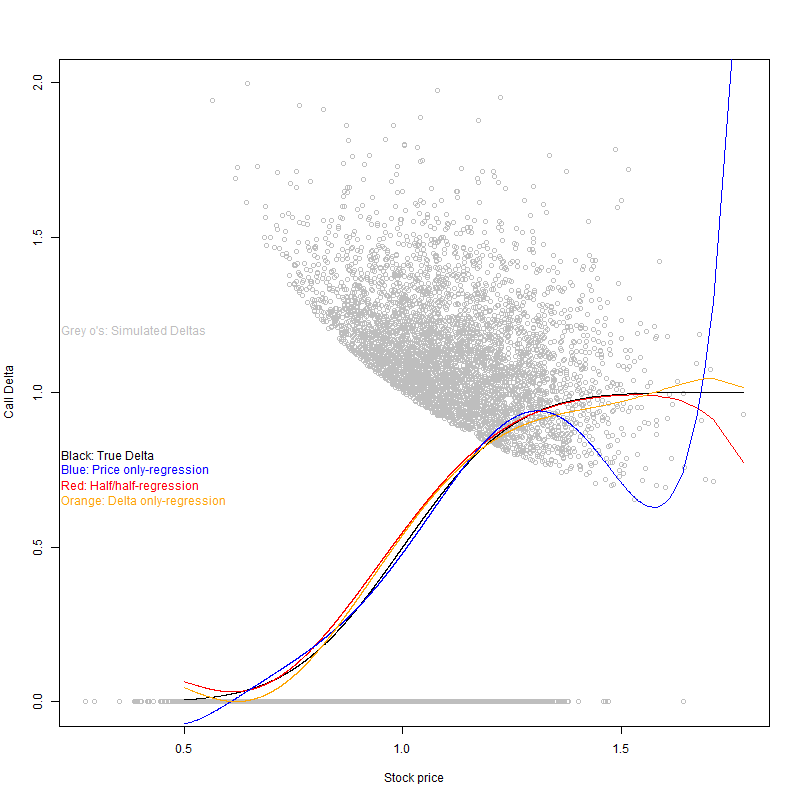 2.0
1.5
Grey o's: Simulated Deltas
1.0
Call Delta
Black: True Delta
Blue: Price only-regression
Red: Half/half-regression
Orange: Delta only-regression
0.5
0.0
0.5 1.0 1.5
Stock price